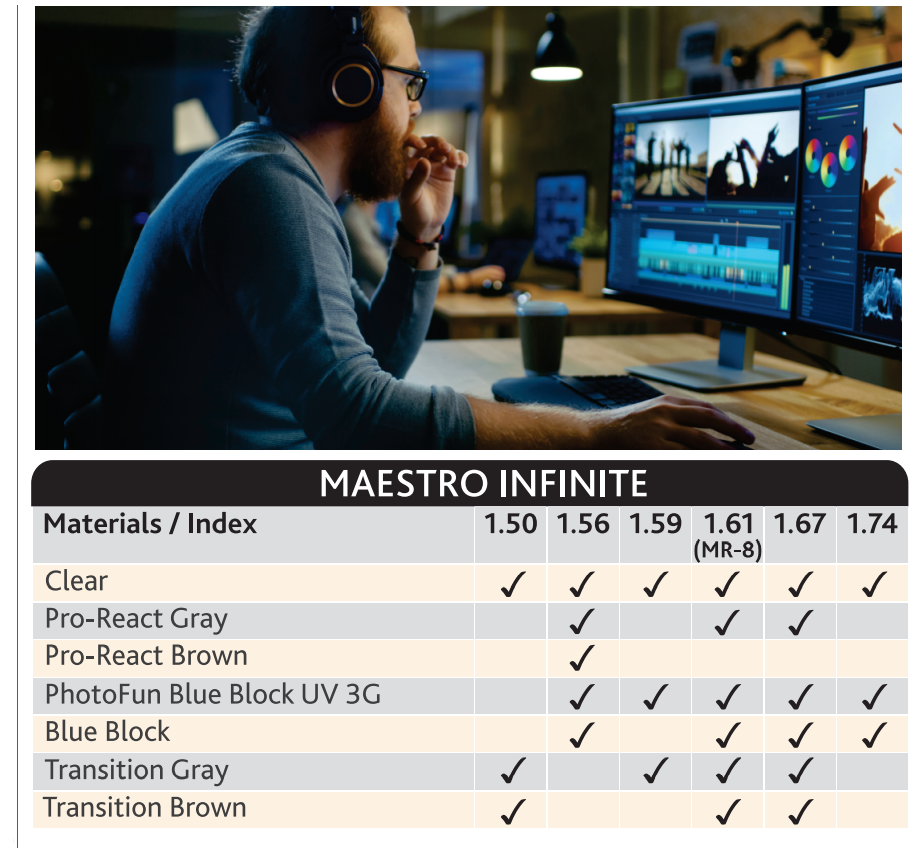 MAESTRO INFINITE
Materials / Index 1.50 1.56 1.59 1.61 1.67 1.74
(MR-8)
Clear ✓ ✓ ✓ ✓ ✓ ✓
Pro-React Gray ✓ ✓ ✓
Pro-React Brown ✓
PhotoFun Blue Block UV 3G ✓ ✓ ✓ ✓ ✓
Blue Block ✓ ✓ ✓ ✓
Transition Gray ✓ ✓ ✓ ✓
Transition Brown ✓ ✓ ✓